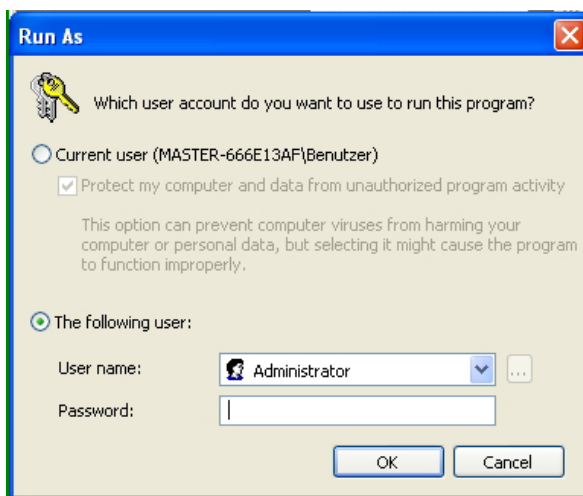 Run As
Which user account do you want to use to run this program?
Current user (MASTER-666E13AF\Benutzer)
Protect my computer and data from unauthorized program activity
This option can prevent computer viruses from harming your
computer or personal data, but selecting it might cause the program
to function improperly.
The following user:
User name: Administrator ...
Password:
OK Cancel